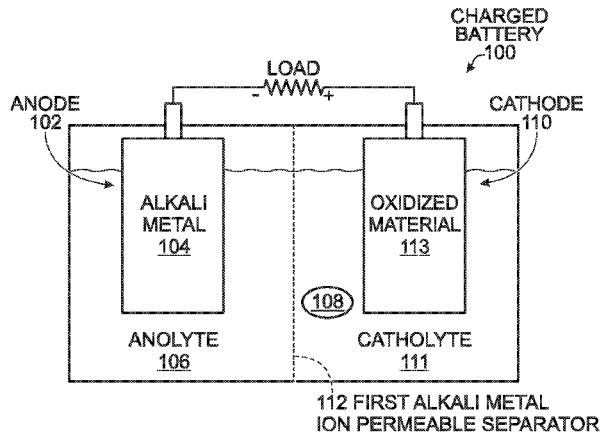 CHARGED
BATTERY
100
LOAD
- +
ANODE
102
CATHODE
110
ALKALI
METAL
104
OXIDIZED
MATERIAL
113
108
ANOLYTE
106
CATHOLYTE
111
112 FIRST ALKALI METAL
ION PERMEABLE SEPARATOR